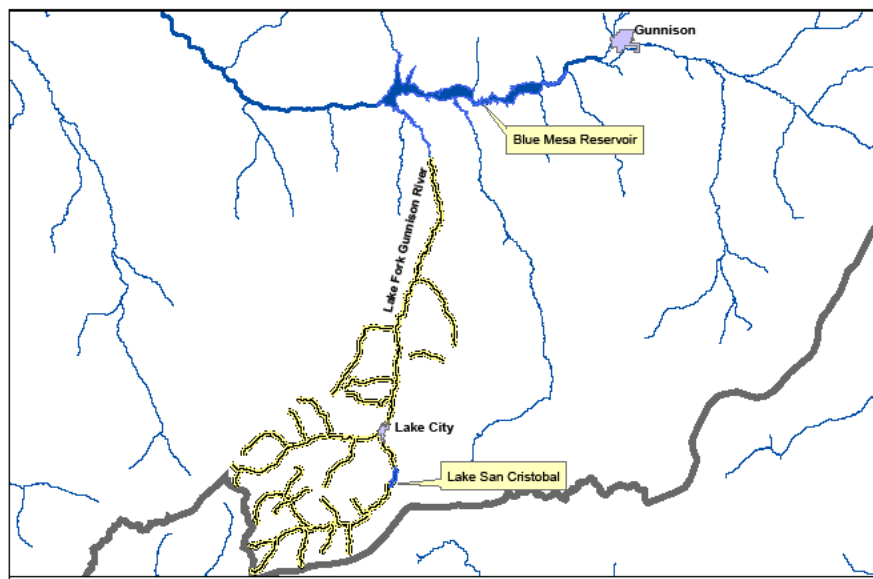 Gunnison
Blue Mesa Reservoir
Lake Fork Gunnison River
Lake City
Lake San Cristobal